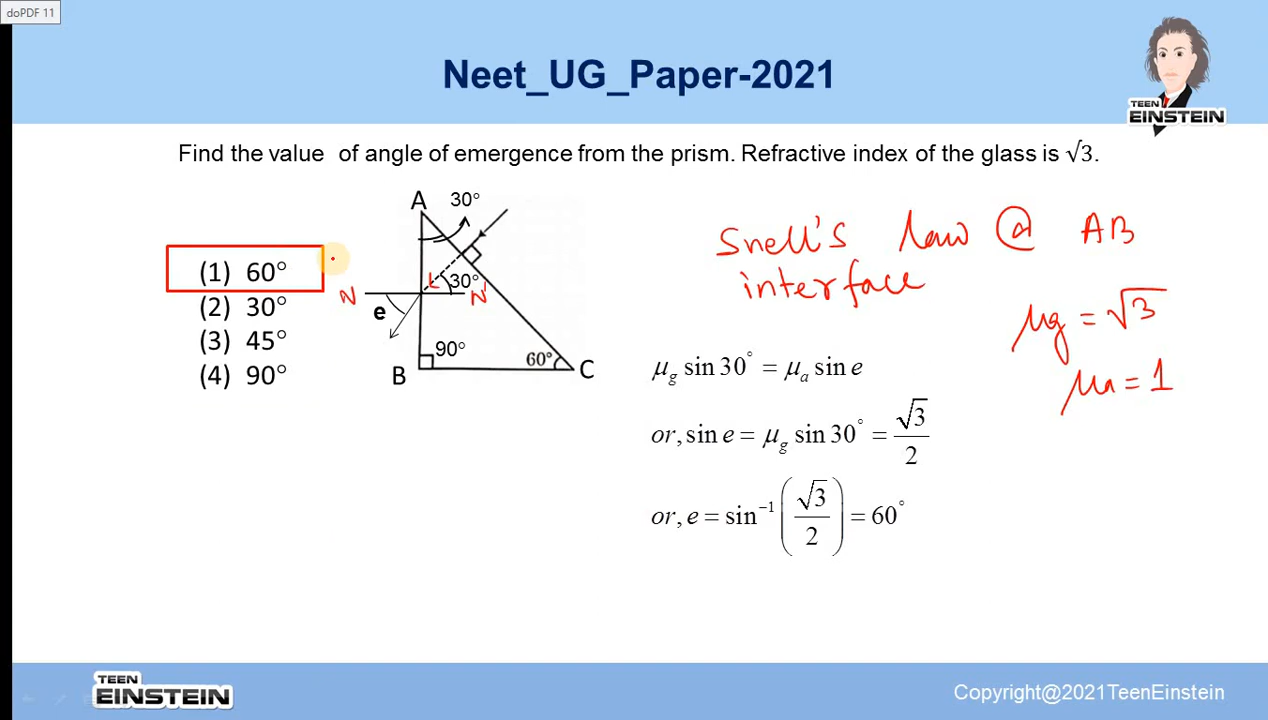 doPDF 11
Neet_UG_Paper-2021
TEEN
EINSTEIN
Find the value of angle of emergence from the prism. Refractive index of the glass is √3.
(1) 60°
(2) 30°
(3) 45°
(4) 90°
A
30°
30°
N
N'
e
90°
60°
B
C
Snell's law @ AB
interface
μg = √3
μa = 1
μg sin 30° = μa sin e
or, sin e = μg sin 30° = √3/2
or, e = sin⁻¹(√3/2) = 60°
TEEN
EINSTEIN
Copyright@2021TeenEinstein